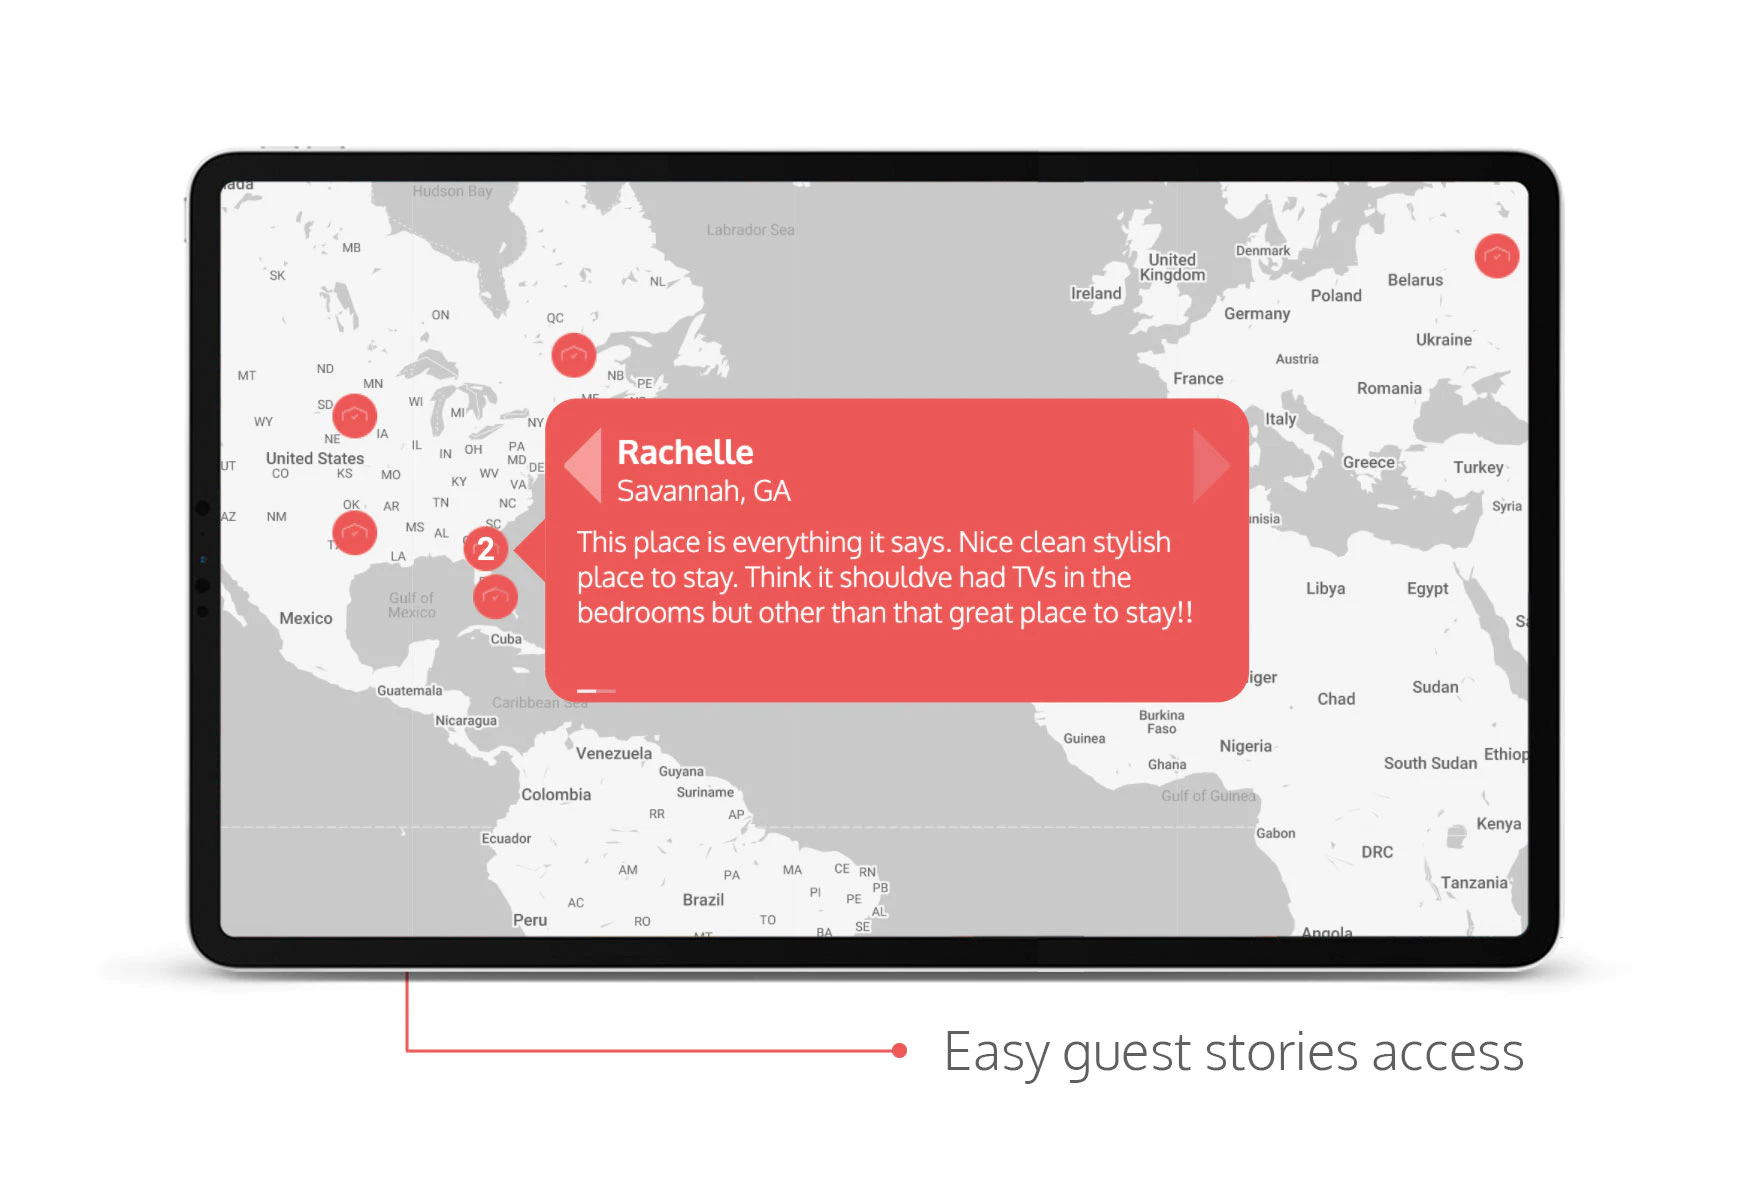 Hudson Bay
Labrador Sea
MB
SK
NL
ON
QC
United
Kingdom
Denmark
Ireland
Belarus
Poland
Germany
Ukraine
Austria
MT
ND
MN
NB
PE
France
Romania
SD
WI
MI
WY
NY
Italy
NE
IA
IL
IN
OH
PA
MD
DE
United States
UT
CO
KS
MO
KY
WV
VA
Greece
Turkey
AZ
NM
OK
AR
TN
NC
SC
MS
AL
LA
Syria
Rachelle
Savannah, GA
This place is everything it says. Nice clean stylish
place to stay. Think it shouldve had TVs in the
bedrooms but other than that great place to stay!!
2
Gulf of
Mexico
Mexico
Cuba
Libya
Egypt
Guatemala
Caribbean Sea
Nicaragua
Chad
Sudan
Burkina
Faso
Guinea
Nigeria
Ghana
South Sudan
Ethiop
Venezuela
Guyana
Suriname
Colombia
RR
AP
Gulf of Guinea
Ecuador
Gabon
Kenya
DRC
AM
PA
MA
CE
RN
PB
PI
PE
AL
SE
Tanzania
AC
Brazil
Peru
RO
TO
BA
MT
Angola
Easy guest stories access